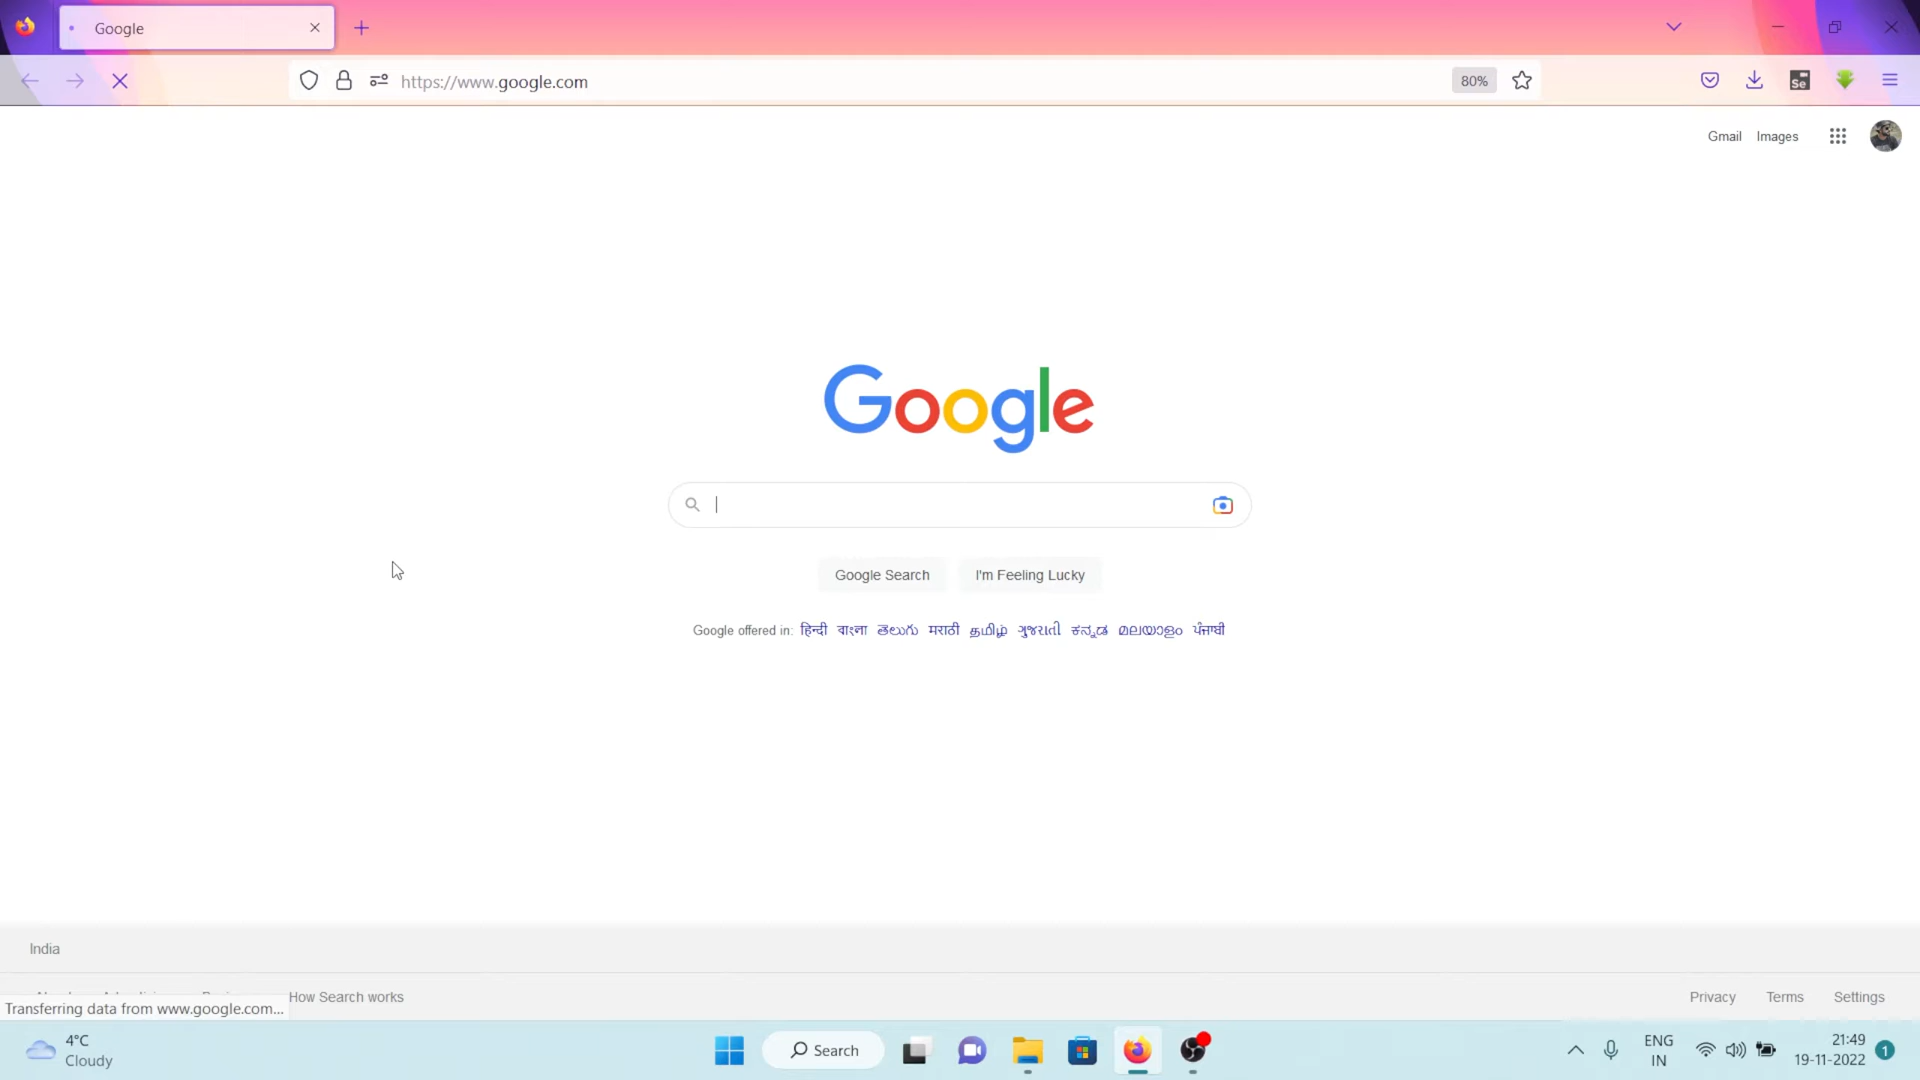 Google
https://www.google.com
80%
Se
Gmail Images
Google
Google Search I'm Feeling Lucky
Google offered in: हिन्दी বাংলা తెలుగు मराठी தமிழ் ગુજરાતી ಕನ್ನಡ മലയാളം ਪੰਜਾਬੀ
India
How Search works Privacy Terms Settings
Transferring data from www.google.com...
4°C
Cloudy
Search
ENG
IN
21:49
19-11-2022
1